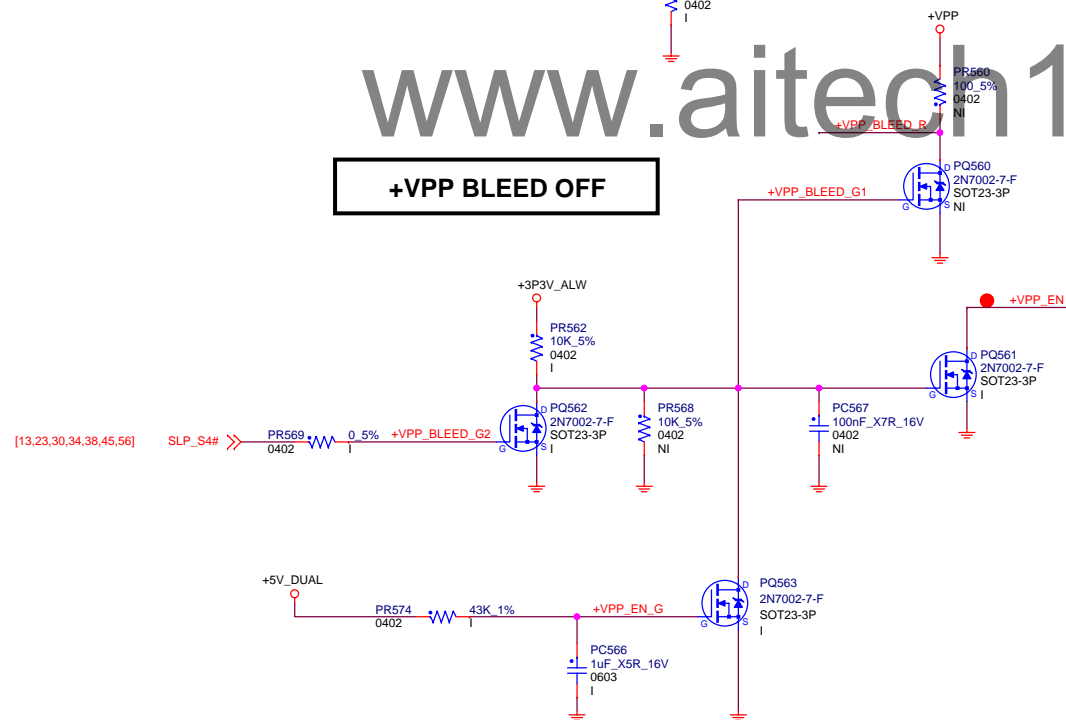 0402
I
+VPP
www.aitech1
PR560
100_5%
0402
NI
+VPP_BLEED_R
+VPP BLEED OFF
D
PQ560
2N7002-7-F
SOT23-3P
NI
G
S
+VPP_BLEED_G1
+3P3V_ALW
+VPP_EN
PR562
10K_5%
0402
I
D
PQ561
2N7002-7-F
SOT23-3P
I
G
S
D
PQ562
2N7002-7-F
SOT23-3P
I
G
S
PR568
10K_5%
0402
NI
PC567
100nF_X7R_16V
0402
NI
[13,23,30,34,38,45,56]
SLP_S4#
PR569
0402
0_5%
I
+VPP_BLEED_G2
+5V_DUAL
PR574
0402
43K_1%
I
+VPP_EN_G
D
PQ563
2N7002-7-F
SOT23-3P
I
G
S
PC566
1uF_X5R_16V
0603
I